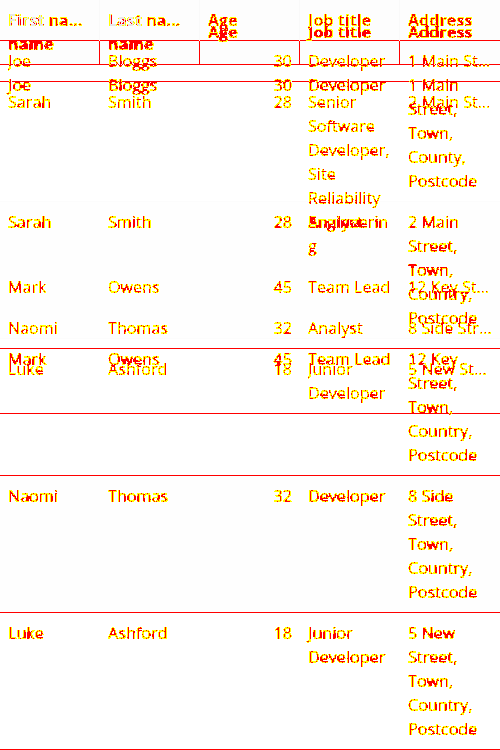 First na... Last na... Age Job title Address
name name Age Job title Address
Joe Bloggs 30 Developer 1 Main St...
Joe Bloggs 30 Developer 1 Main
Sarah Smith 28 Senior 2 Main St...
Street,
Software Town,
Developer, County,
Site Postcode
Reliability
Sarah Smith 28 2 Main
g Street,
Town,
Mark Owens 45 Team Lead 12 Key St...
Country,
Postcode
Naomi Thomas 32 Analyst 8 Side Str...
Mark Owens 45 Team Lead 12 Key
Luke Ashford 18 Junior 5 New St...
Developer Street,
Town,
Country,
Postcode
Naomi Thomas 32 Developer 8 Side
Street,
Town,
Country,
Postcode
Luke Ashford 18 Junior 5 New
Developer Street,
Town,
Country,
Postcode